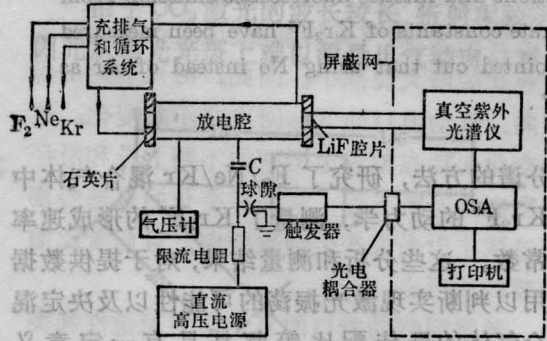 充排气
和循环
系统
F₂ Ne Kr
石英片
放电腔
LiF腔片
屏蔽网
真空紫外
光谱仪
C
球隙
气压计
限流电阻
触发器
光电
耦合器
OSA
打印机
直流
高压电源